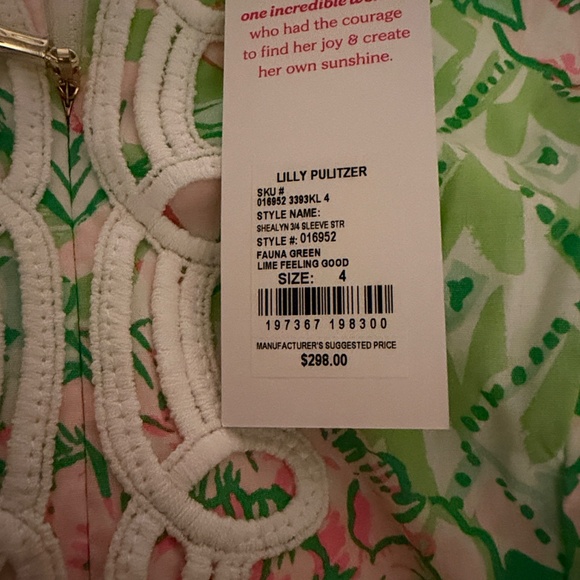 one incredible
who had the courage
to find her joy & create
her own sunshine.
LILLY PULITZER
SKU #
016952 3393KL 4
STYLE NAME:
SHEALYN 3/4 SLEEVE STR
STYLE #: 016952
FAUNA GREEN
LIME FEELING GOOD
SIZE: 4
197367 198300
MANUFACTURER'S SUGGESTED PRICE
$298.00